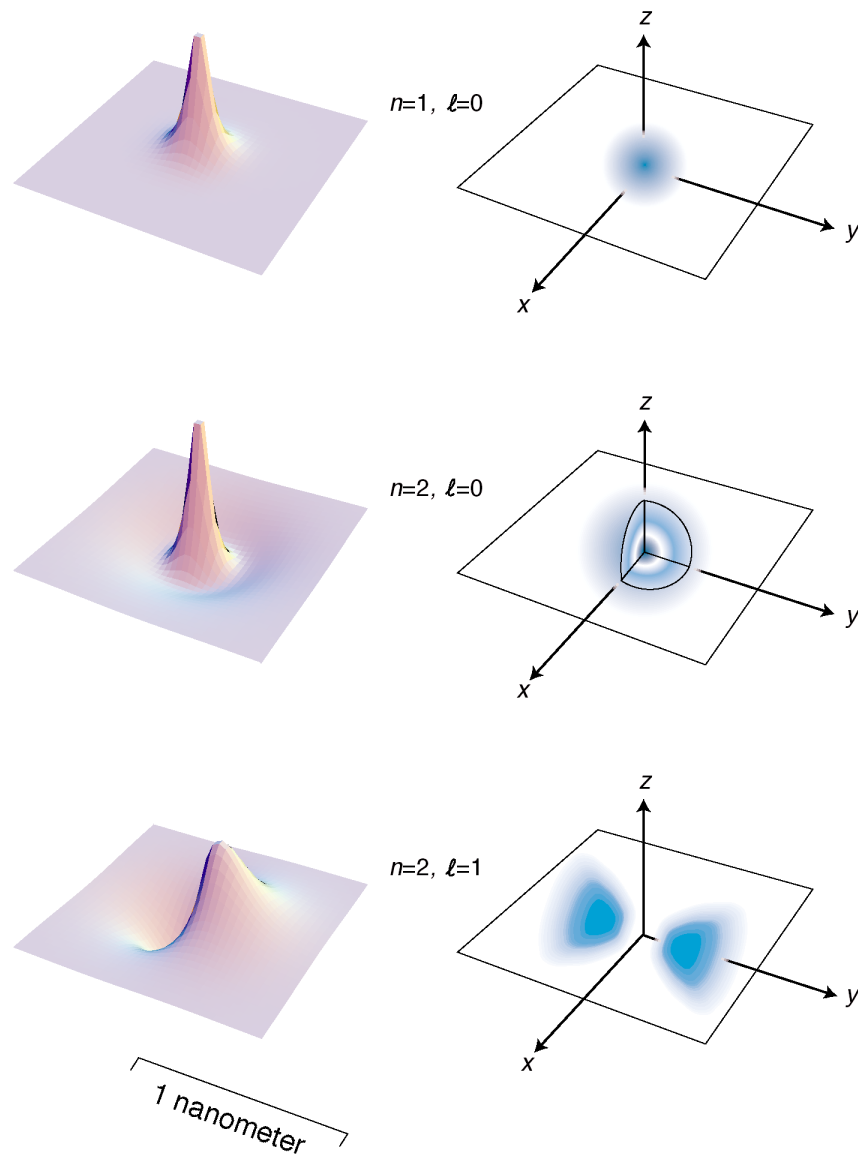 z
n=1, ℓ=0
y
x
z
n=2, ℓ=0
y
x
z
n=2, ℓ=1
y
x
1 nanometer